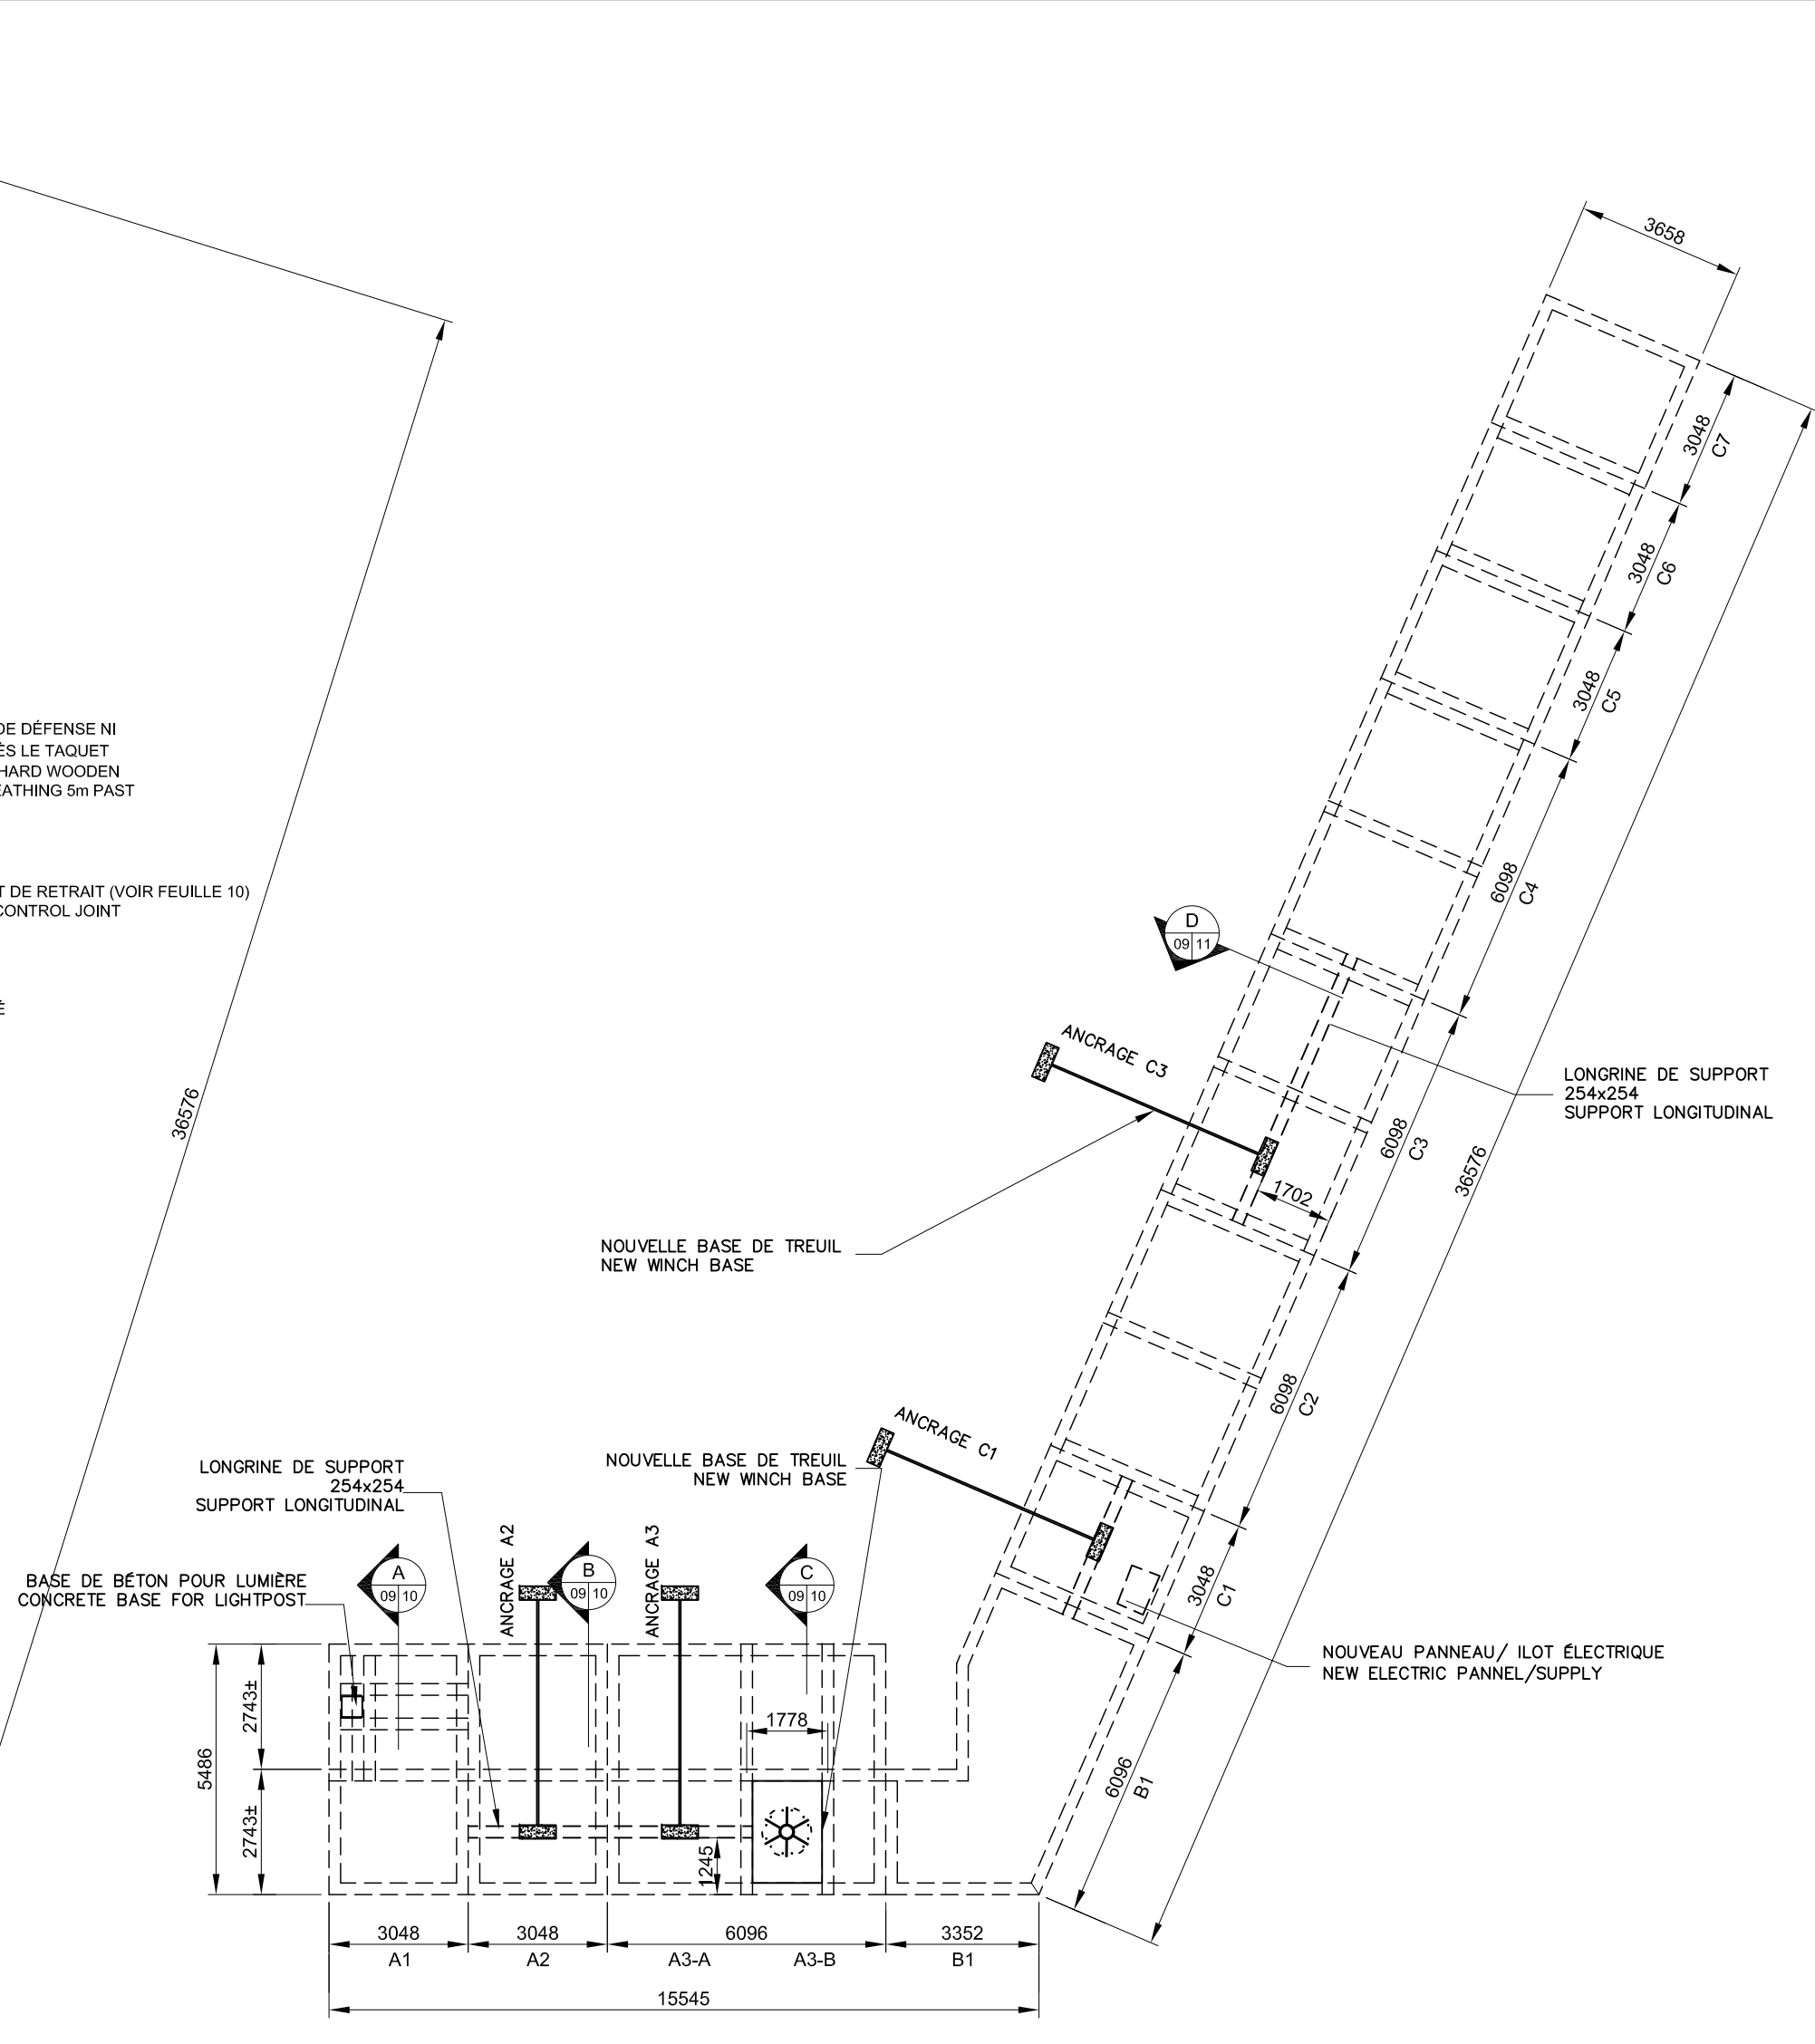 3658
3048
C7
3048
C6
3048
C5
6098
C4
6098
C3
6098
C2
3048
C1
6096
B1
36576
36576
DE DÉFENSE NI
ÈS LE TAQUET
HARD WOODEN
EATHING 5m PAST
T DE RETRAIT (VOIR FEUILLE 10)
CONTROL JOINT
É
D
09 11
ANCRAGE C3
1702
LONGRINE DE SUPPORT
254x254
SUPPORT LONGITUDINAL
NOUVELLE BASE DE TREUIL
NEW WINCH BASE
ANCRAGE C1
NOUVELLE BASE DE TREUIL
NEW WINCH BASE
LONGRINE DE SUPPORT
254x254
SUPPORT LONGITUDINAL
ANCRAGE A2
ANCRAGE A3
A
09 10
B
09 10
C
09 10
BASE DE BÉTON POUR LUMIÈRE
CONCRETE BASE FOR LIGHTPOST
NOUVEAU PANNEAU/ ILOT ÉLECTRIQUE
NEW ELECTRIC PANNEL/SUPPLY
5486
2743±
2743±
1778
1245
3048
A1
3048
A2
6096
A3-A
A3-B
3352
B1
15545